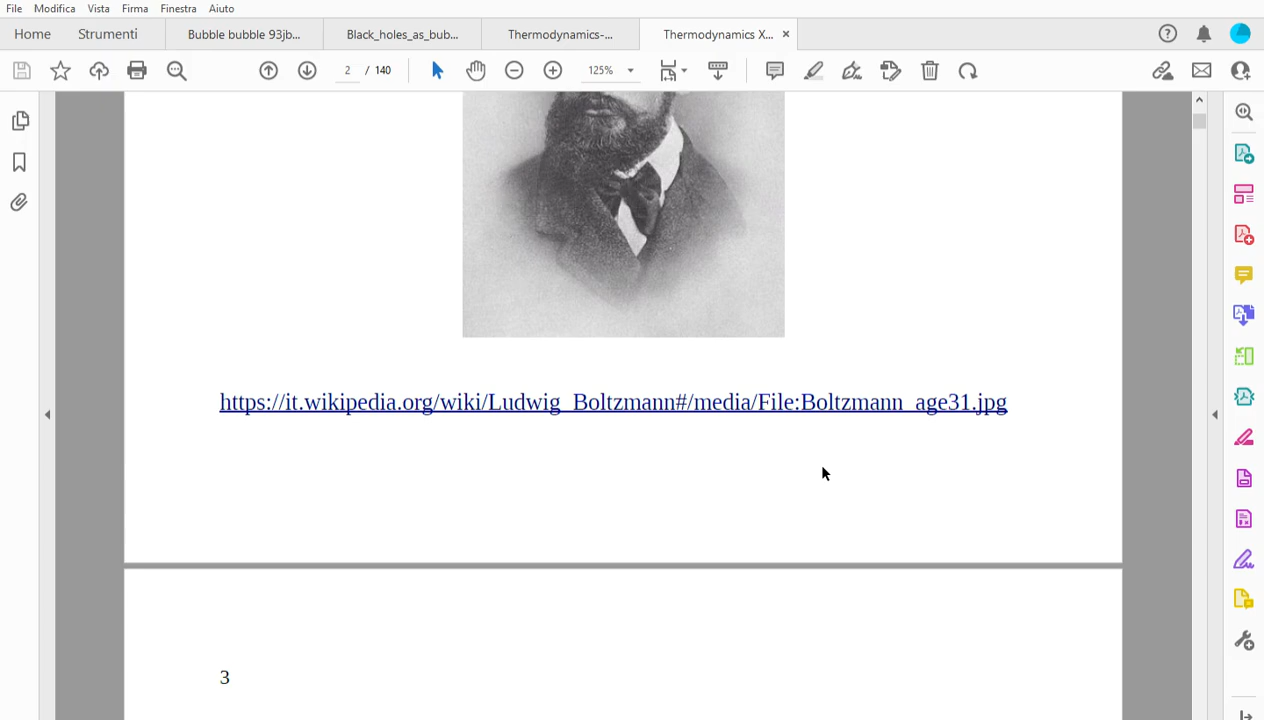 File Modifica Vista Firma Finestra Aiuto
Home Strumenti Bubble bubble 93jb... Black_holes_as_bub... Thermodynamics-... Thermodynamics X... ×
2 / 140 125%
https://it.wikipedia.org/wiki/Ludwig_Boltzmann#/media/File:Boltzmann_age31.jpg
3